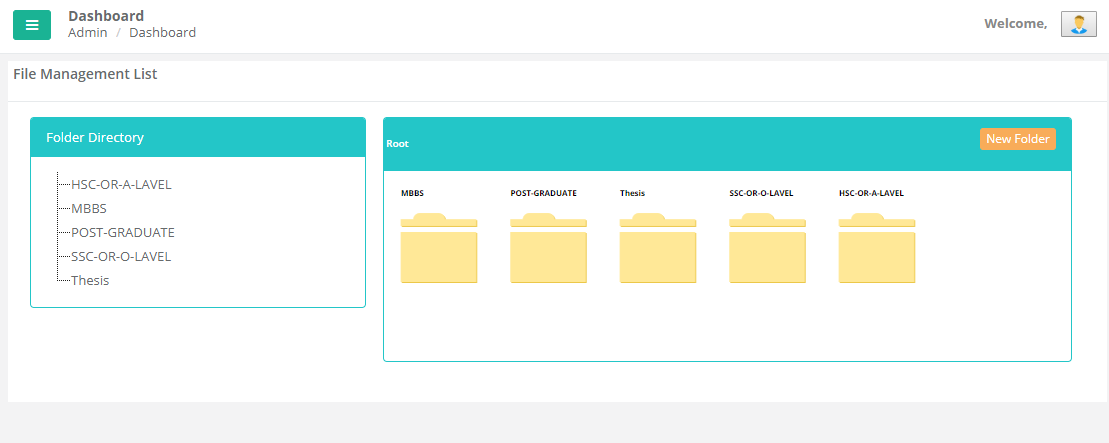 Dashboard
Admin / Dashboard
Welcome,
File Management List
Folder Directory
HSC-OR-A-LAVEL
MBBS
POST-GRADUATE
SSC-OR-O-LAVEL
Thesis
Root
New Folder
MBBS POST-GRADUATE Thesis SSC-OR-O-LAVEL HSC-OR-A-LAVEL